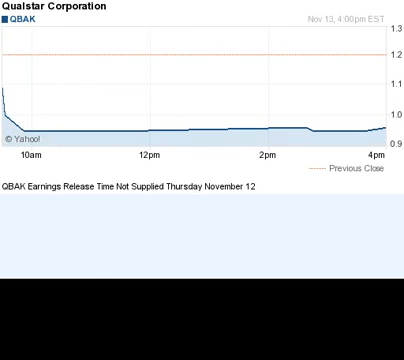 Qualstar Corporation
QBAK Nov 13, 4:00pm EST
1.3
1.2
1.1
1.0
0.9
© Yahoo!
10am 12pm 2pm 4pm
Previous Close
QBAK Earnings Release Time Not Supplied Thursday November 12